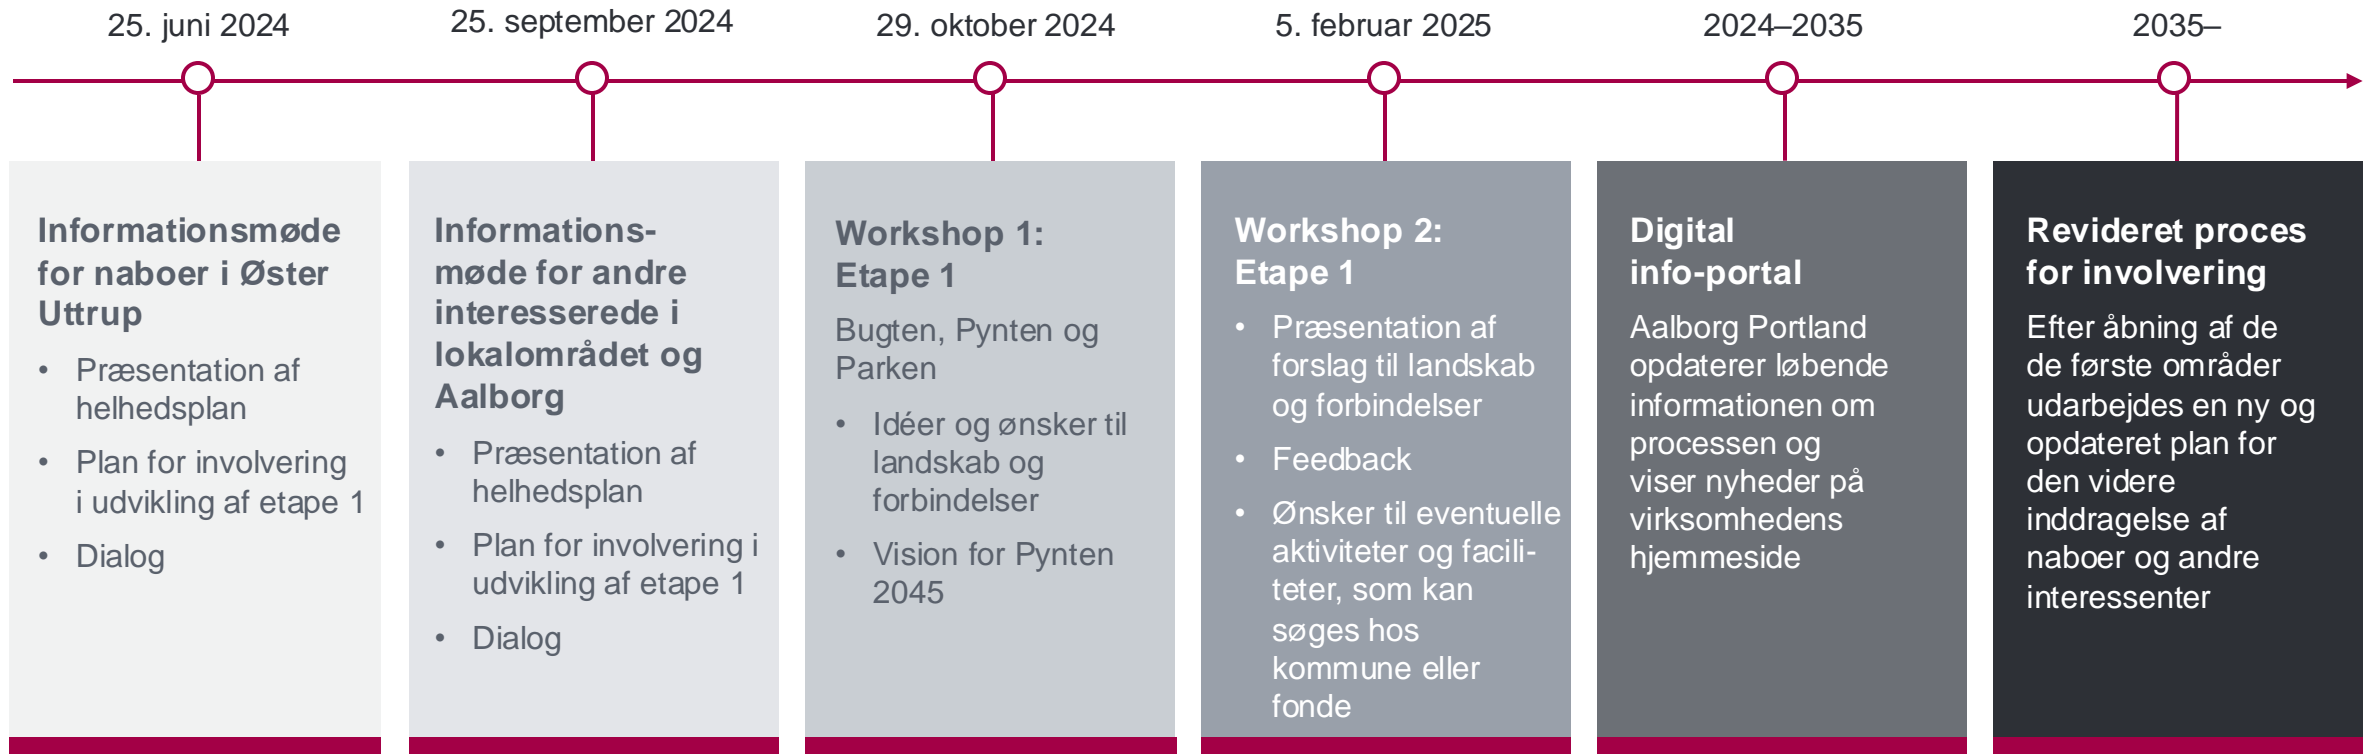 25. juni 2024
25. september 2024
29. oktober 2024
5. februar 2025
2024–2035
2035–
Informationsmøde
for naboer i Øster
Uttrup
• Præsentation af
helhedsplan
• Plan for involvering
i udvikling af etape 1
• Dialog
Informations-
møde for andre
interesserede i
lokalområdet og
Aalborg
• Præsentation af
helhedsplan
• Plan for involvering i
udvikling af etape 1
• Dialog
Workshop 1:
Etape 1
Bugten, Pynten og
Parken
• Idéer og ønsker til
landskab og
forbindelser
• Vision for Pynten
2045
Workshop 2:
Etape 1
• Præsentation af
forslag til landskab
og forbindelser
• Feedback
• Ønsker til eventuelle
aktiviteter og facili-
teter, som kan
søges hos
kommune eller
fonde
Digital
info-portal
Aalborg Portland
opdaterer løbende
informationen om
processen og
viser nyheder på
virksomhedens
hjemmeside
Revideret proces
for involvering
Efter åbning af de
de første områder
udarbejdes en ny og
opdateret plan for
den videre
inddragelse af
naboer og andre
interessenter